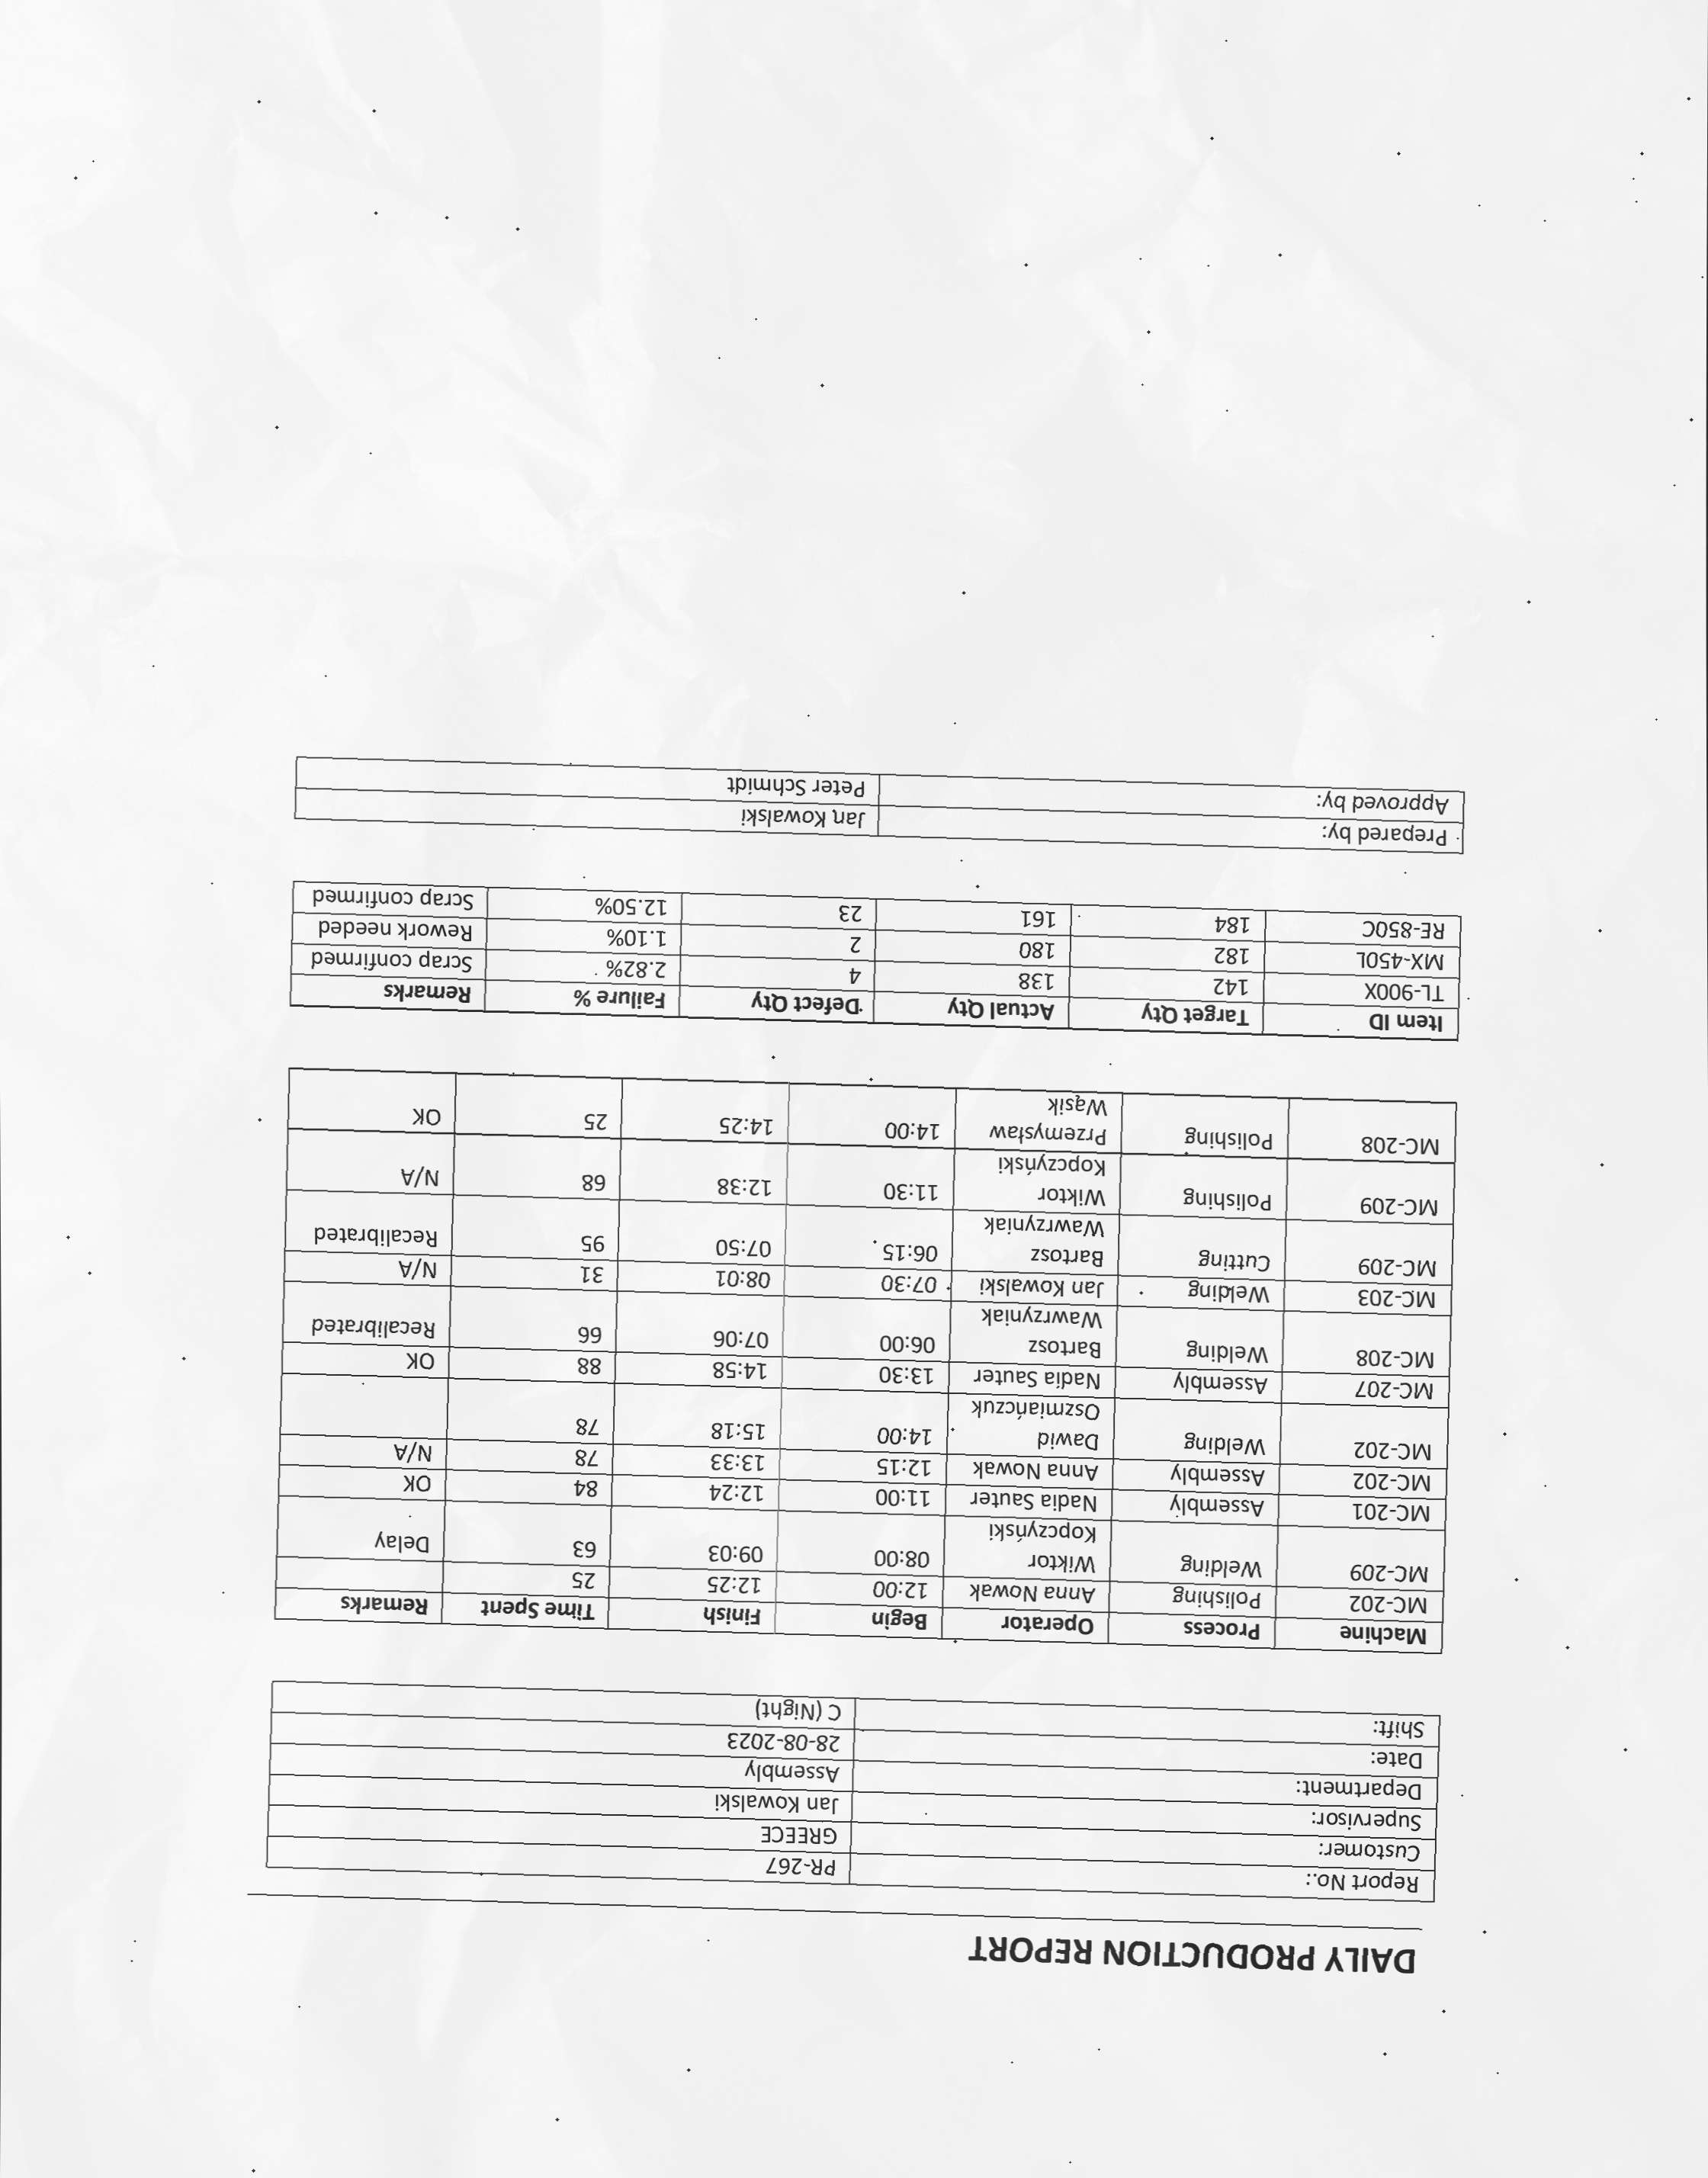 DAILY PRODUCTION REPORT
Report No.: PR-267
Customer: GREECE
Supervisor: Jan Kowalski
Department: Assembly
Date: 28-08-2023
Shift: C (Night)
Machine Process Operator Begin Finish Time Spent Remarks
MC-202 Polishing Anna Nowak 12:00 12:25 25
MC-209 Welding Wiktor 08:00 09:03 63 Delay
Kopczyński
MC-201 Assembly Nadia Sauter 11:00 12:24 84 OK
MC-202 Assembly Anna Nowak 12:15 13:33 78 N/A
MC-202 Welding Dawid 14:00 15:18 78
Oszmiańczuk
MC-207 Assembly Nadia Sauter 13:30 14:58 88 OK
MC-208 Welding Bartosz 06:00 07:06 66 Recalibrated
Wawrzyniak
MC-203 Welding Jan Kowalski 07:30 08:01 31 N/A
MC-209 Cutting Bartosz 06:15 07:50 95 Recalibrated
Wawrzyniak
MC-209 Polishing Wiktor 11:30 12:38 68 N/A
Kopczyński
MC-208 Polishing Przemysław 14:00 14:25 25 OK
Wąsik
Item ID Target Qty Actual Qty Defect Qty Failure % Remarks
TL-900X 142 138 4 2.82% Scrap confirmed
MX-450L 182 180 2 1.10% Rework needed
RE-850C 184 161 23 12.50% Scrap confirmed
Prepared by: Jan Kowalski
Approved by: Peter Schmidt